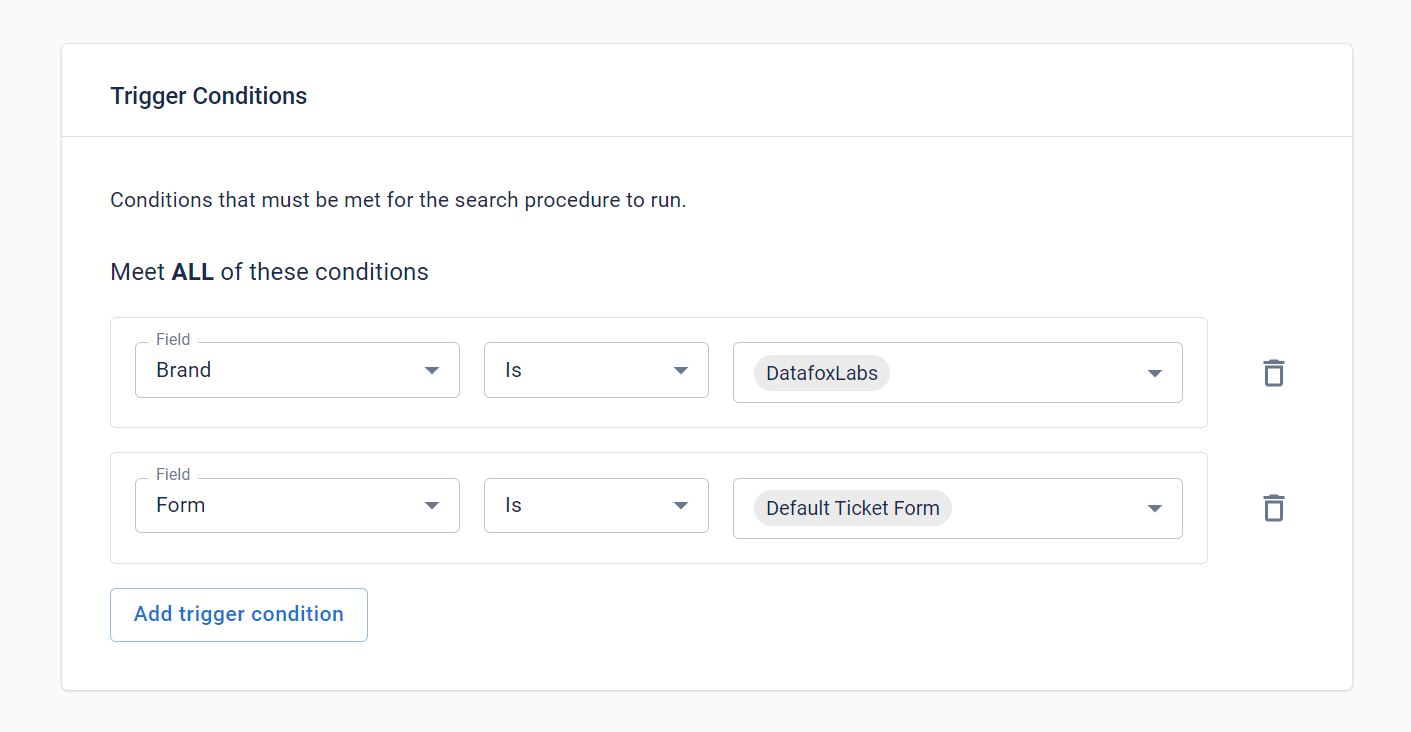 Trigger Conditions
Conditions that must be met for the search procedure to run.
Meet ALL of these conditions
Field
Brand
Is
DatafoxLabs
Field
Form
Is
Default Ticket Form
Add trigger condition